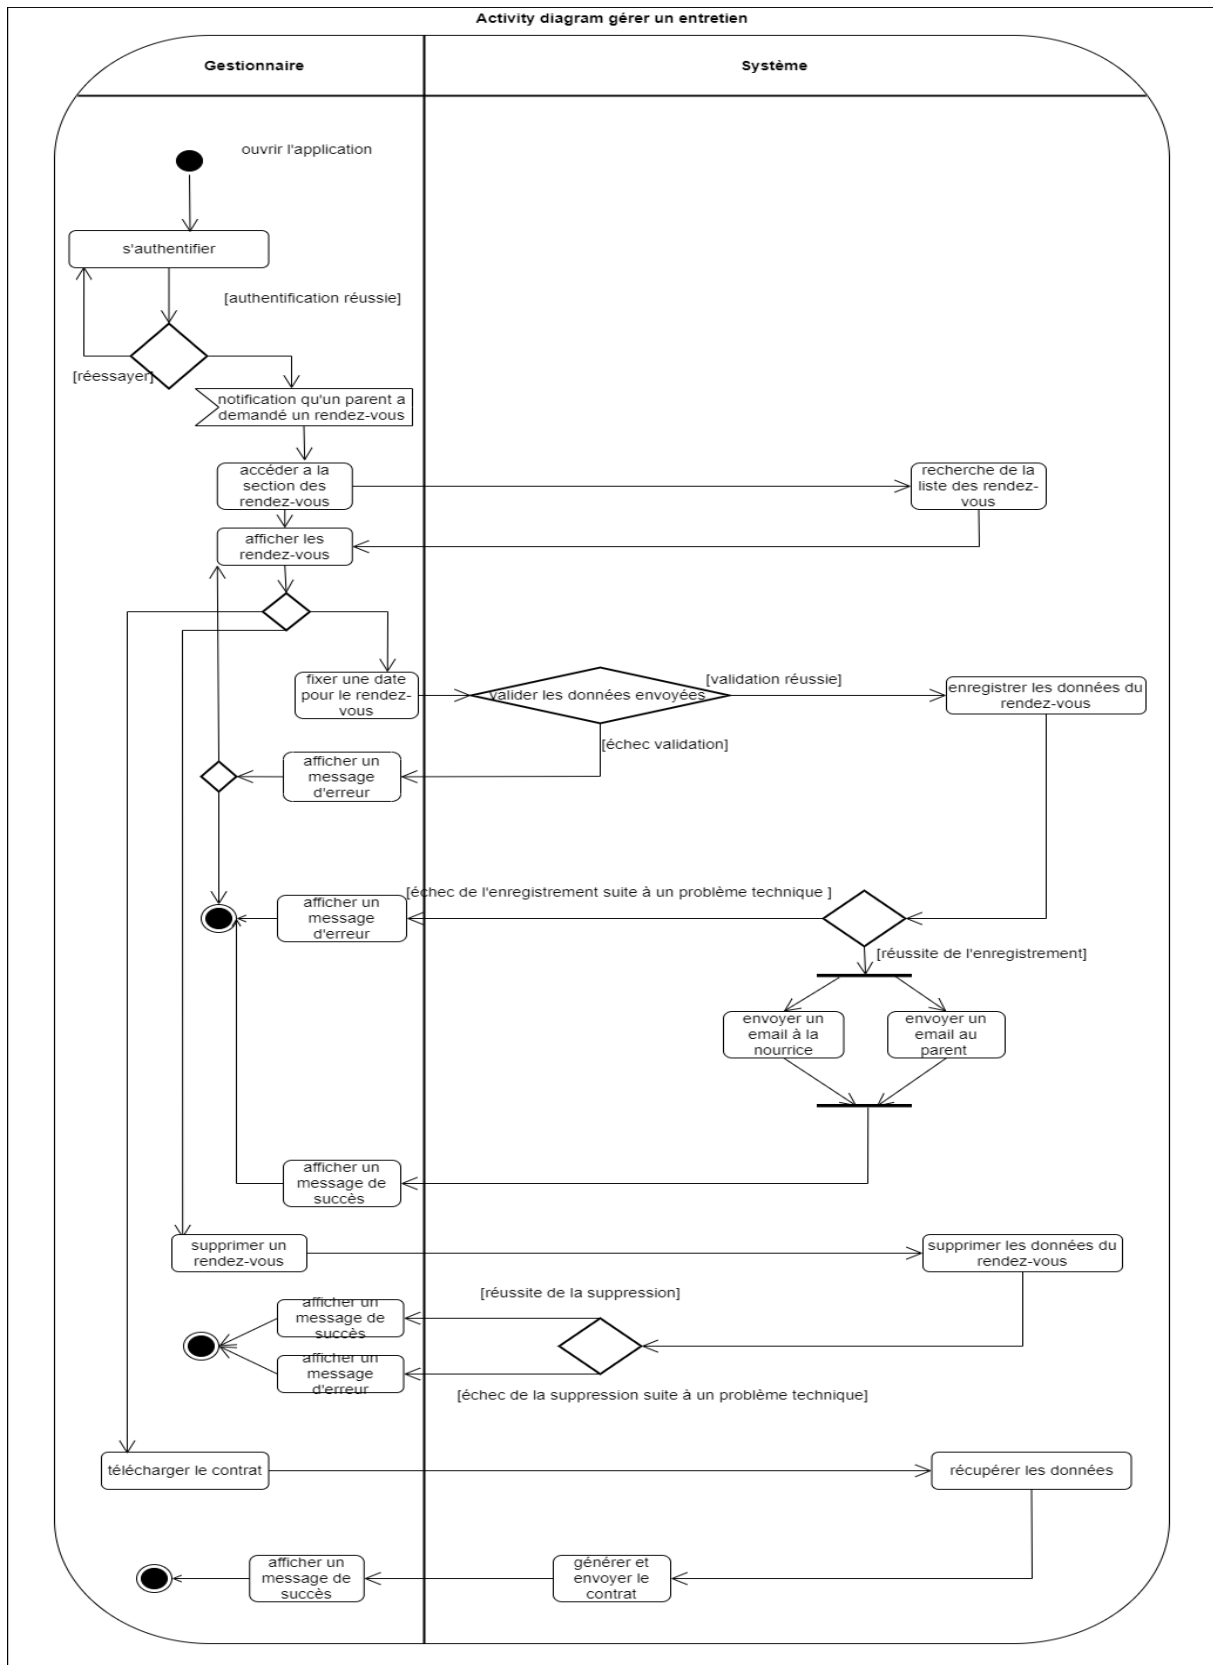 Activity diagram gérer un entretien
Gestionnaire
Système
ouvrir l'application
s'authentifier
[authentification réussie]
[réessayer]
notification qu'un parent a
demandé un rendez-vous
accéder a la
section des
rendez-vous
recherche de la
liste des rendez-
vous
afficher les
rendez-vous
fixer une date
pour le rendez-
vous
valider les données envoyées
[validation réussie]
enregistrer les données du
rendez-vous
[échec validation]
afficher un
message
d'erreur
[échec de l'enregistrement suite à un problème technique ]
afficher un
message
d'erreur
[réussite de l'enregistrement]
envoyer un
email à la
nourrice
envoyer un
email au
parent
afficher un
message de
succès
supprimer un
rendez-vous
supprimer les données du
rendez-vous
[réussite de la suppression]
afficher un
message de
succès
afficher un
message
d'erreur
[échec de la suppression suite à un problème technique]
télécharger le contrat
récupérer les données
afficher un
message de
succès
générer et
envoyer le
contrat